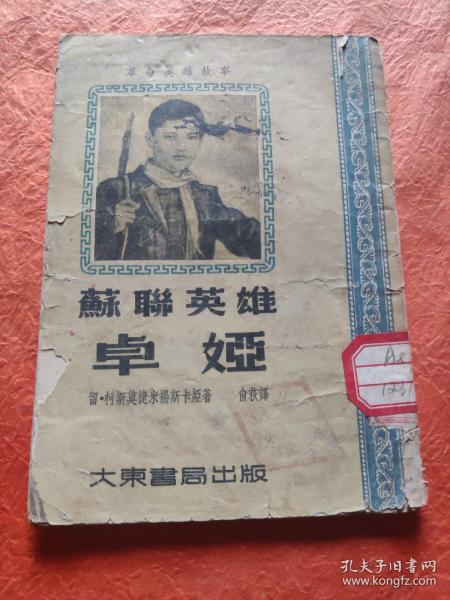 革命英雄故事
蘇聯英雄
卓婭
留·柯斯莫捷米揚斯卡婭著 俞荻譯
大東書局出版
孔夫子旧书网
www.kongfz.com